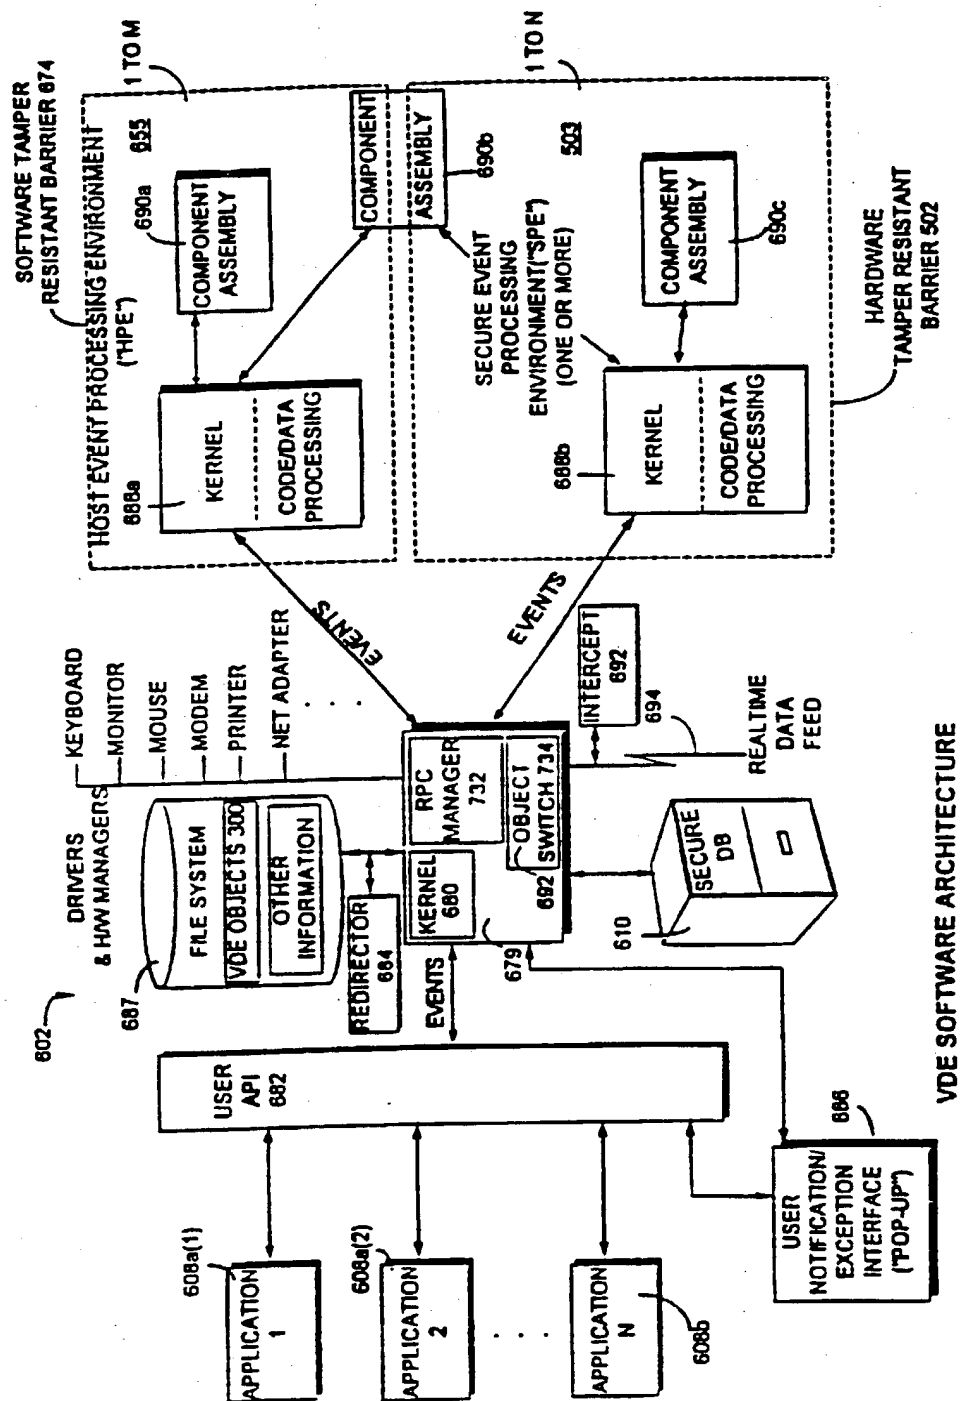 SOFTWARE TAMPER
RESISTANT BARRIER 674
HOST EVENT PROCESSING ENVIRONMENT
("HPE")
655
1 TO M
690a
COMPONENT
ASSEMBLY
688a
KERNEL
CODE/DATA
PROCESSING
COMPONENT
ASSEMBLY
690b
1 TO N
503
SECURE EVENT
PROCESSING
ENVIRONMENT("SPE")
(ONE OR MORE)
688b
KERNEL
CODE/DATA
PROCESSING
COMPONENT
ASSEMBLY
690c
HARDWARE
TAMPER RESISTANT
BARRIER 502
EVENTS
EVENTS
602
DRIVERS
& H/W MANAGERS
KEYBOARD
MONITOR
MOUSE
MODEM
PRINTER
NET ADAPTER
. . .
687
FILE SYSTEM
VDE OBJECTS 300
OTHER
INFORMATION
REDIRECTOR
684
KERNEL
680
RPC
MANAGER
732
692
OBJECT
SWITCH 734
679
INTERCEPT
692
694
REALTIME
DATA
FEED
610
SECURE
DB
EVENTS
USER
API
682
608a(1)
APPLICATION
1
608a(2)
APPLICATION
2
. . .
APPLICATION
N
608b
686
USER
NOTIFICATION/
EXCEPTION
INTERFACE
("POP-UP")
VDE SOFTWARE ARCHITECTURE